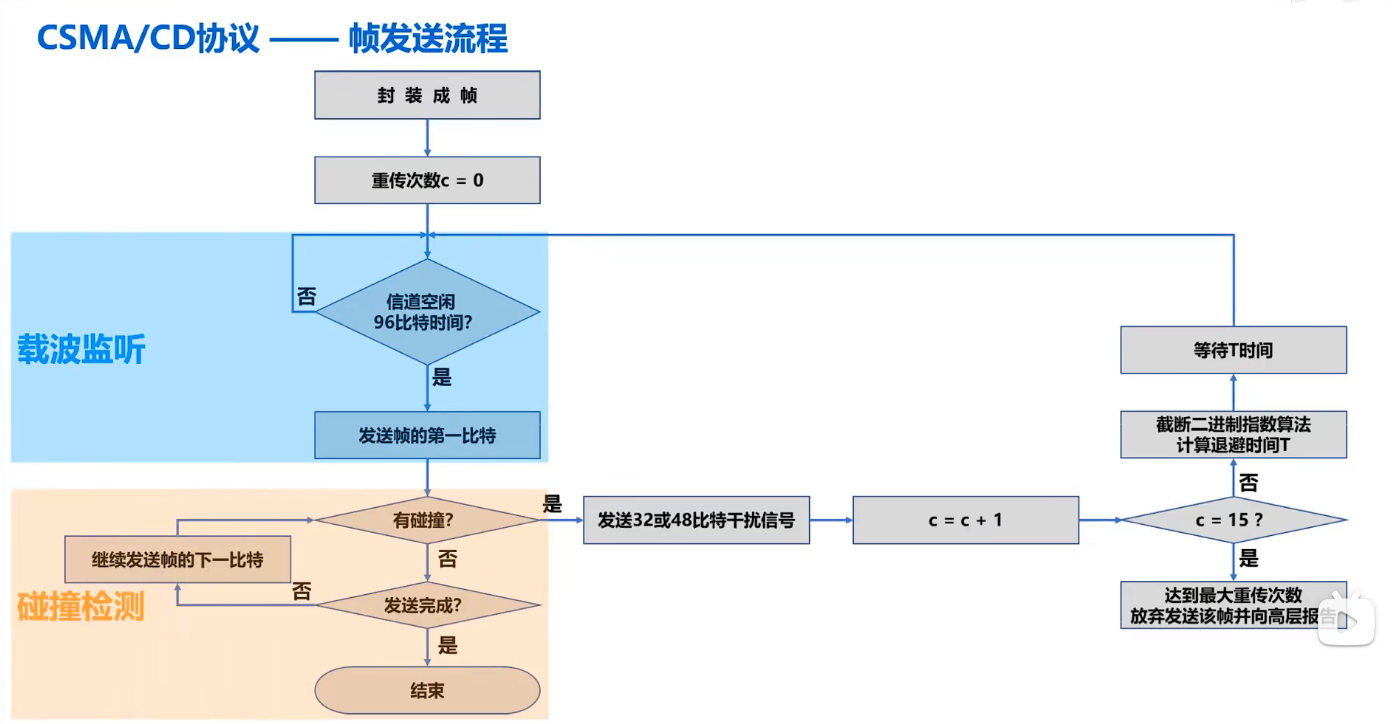 CSMA/CD协议 —— 帧发送流程
封 装 成 帧
重传次数c = 0
否
信道空闲
96比特时间?
载波监听
是
发送帧的第一比特
有碰撞?
是
发送32或48比特干扰信号
c = c + 1
c = 15 ?
否
截断二进制指数算法
计算退避时间T
等待T时间
是
达到最大重传次数
放弃发送该帧并向高层报告
继续发送帧的下一比特
否
否
发送完成?
碰撞检测
是
结束